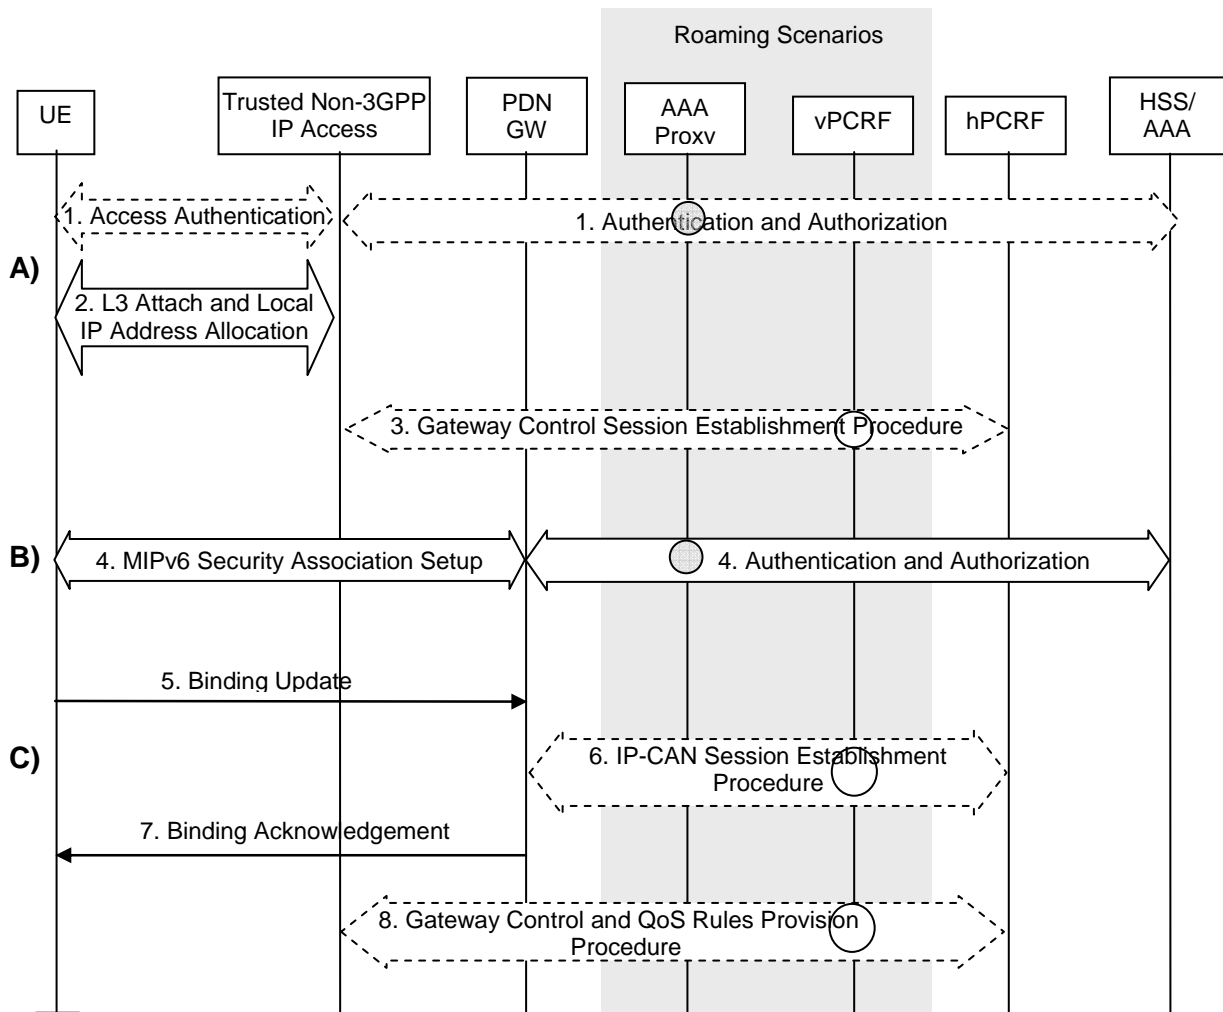 Roaming Scenarios
UE
Trusted Non-3GPP
IP Access
PDN
GW
AAA
Proxy
vPCRF
hPCRF
HSS/
AAA
1. Access Authentication
1. Authentication and Authorization
A)
2. L3 Attach and Local
IP Address Allocation
3. Gateway Control Session Establishment Procedure
B)
4. MIPv6 Security Association Setup
4. Authentication and Authorization
5. Binding Update
C)
6. IP-CAN Session Establishment
Procedure
7. Binding Acknowledgement
8. Gateway Control and QoS Rules Provision
Procedure